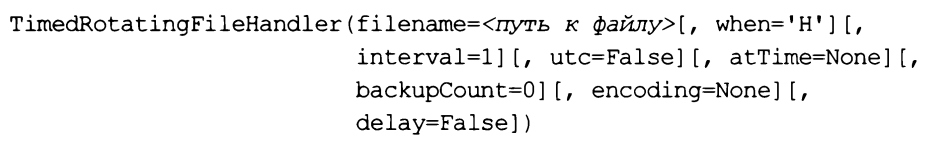 TimedRotatingFileHandler(filename=<путь к файлу>[, when='H'][,
interval=1][, utc=False][, atTime=None][,
backupCount=0][, encoding=None][,
delay=False])